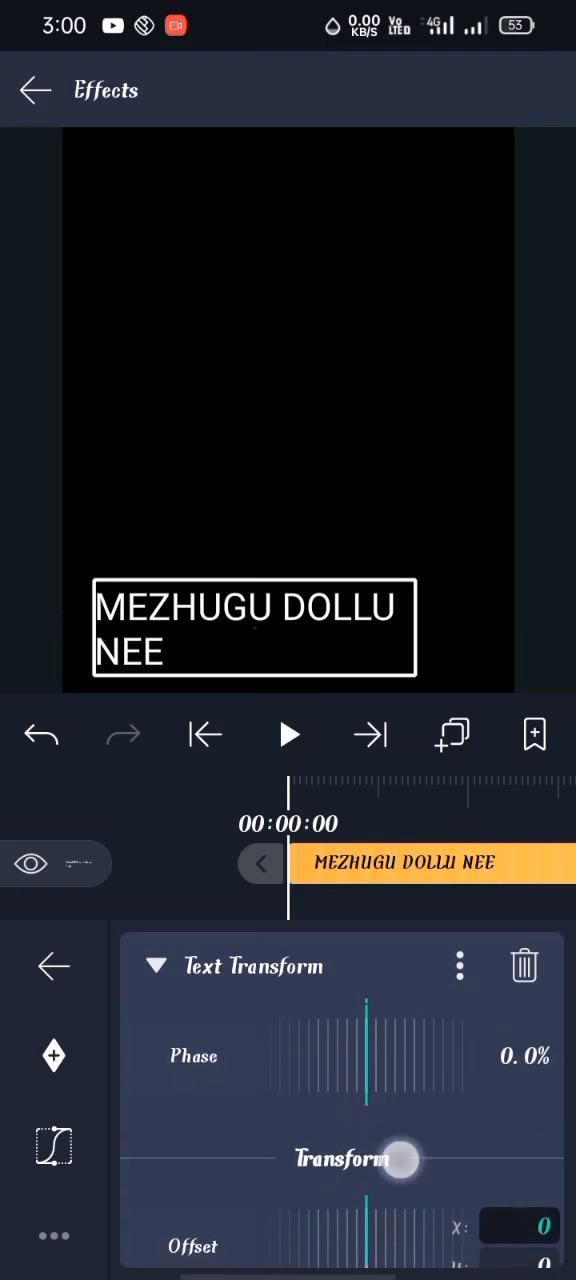 3:00
0.00 KB/S
Vo LTED
4G
53
Effects
MEZHUGU DOLLU
NEE
00:00:00
MEZHUGU DOLLU NEE
Text Transform
Phase
0.0%
Transform
Offset
X:
0
0